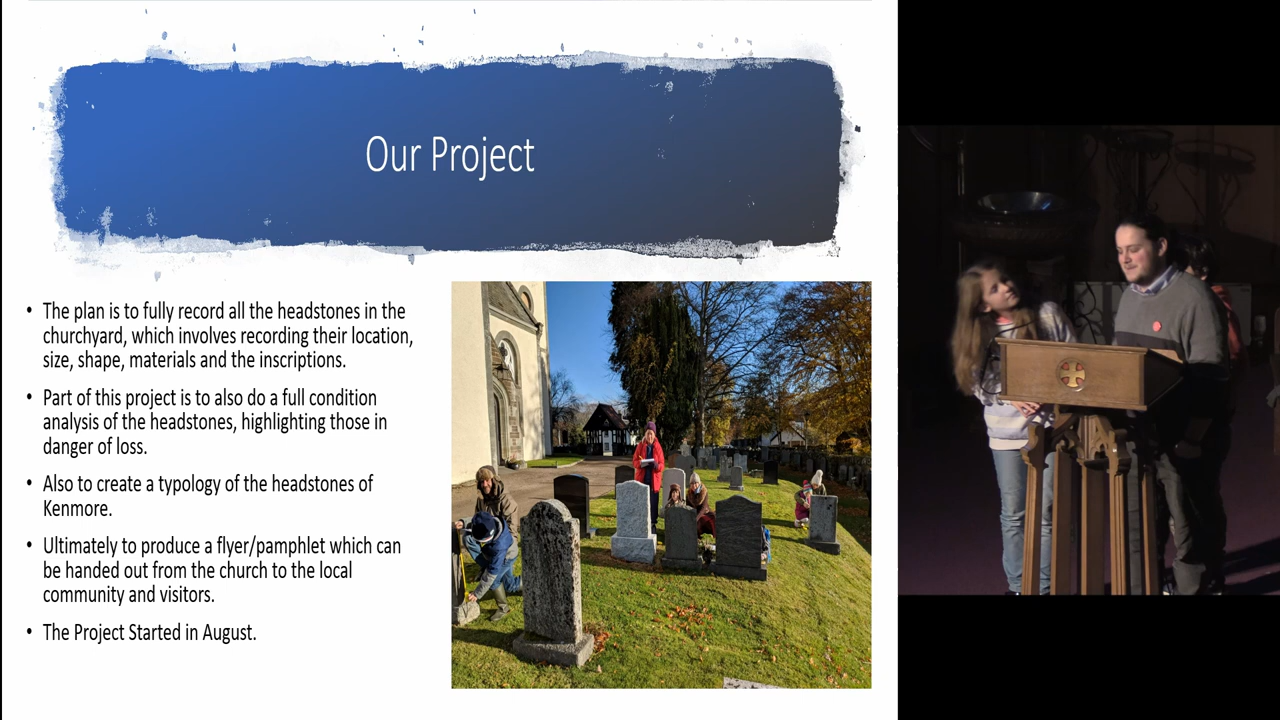 Our Project
• The plan is to fully record all the headstones in the
churchyard, which involves recording their location,
size, shape, materials and the inscriptions.
• Part of this project is to also do a full condition
analysis of the headstones, highlighting those in
danger of loss.
• Also to create a typology of the headstones of
Kenmore.
• Ultimately to produce a flyer/pamphlet which can
be handed out from the church to the local
community and visitors.
• The Project Started in August.